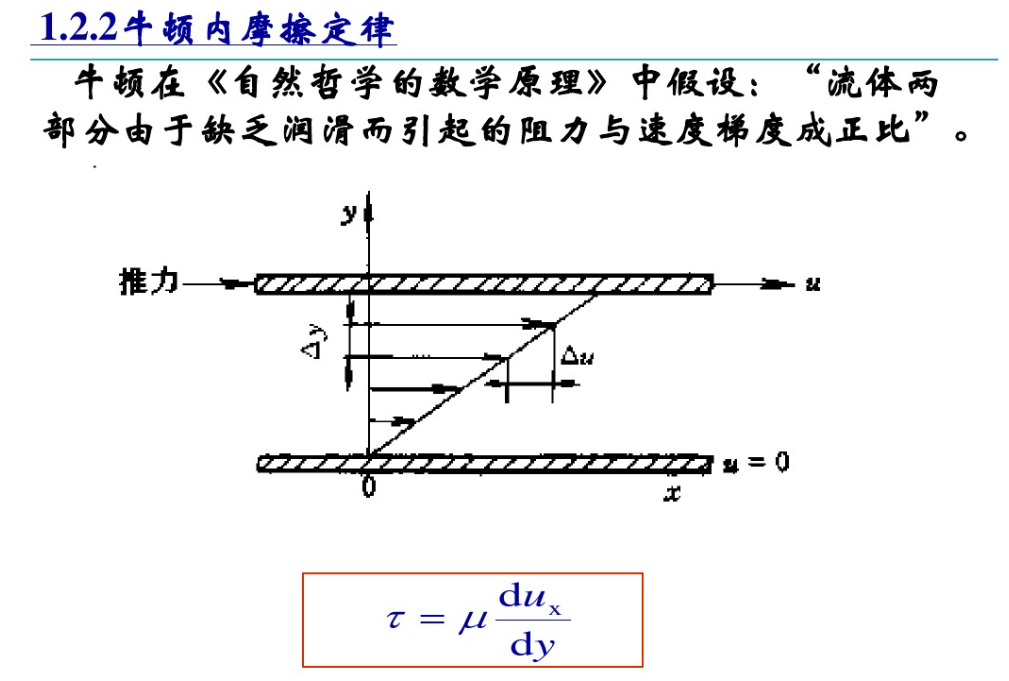 1.2.2牛顿内摩擦定律
牛顿在《自然哲学的数学原理》中假设：“流体两
部分由于缺乏润滑而引起的阻力与速度梯度成正比”。
y
推力
u
Δy
Δu
u = 0
0
x
τ = μ du_x/dy